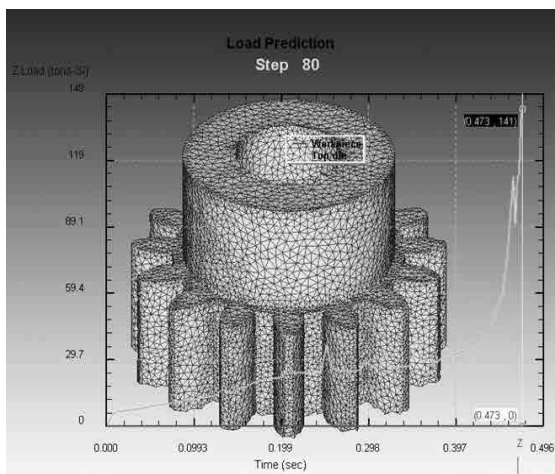 Load Prediction
Step 80
Z Load (tons-SI)
149
(0.473 , 141)
Workpiece
Top die
119
89.1
59.4
29.7
0
(0.473 , 0)
0.000 0.0993 0.199 0.298 0.397 0.496
Z
Time (sec)